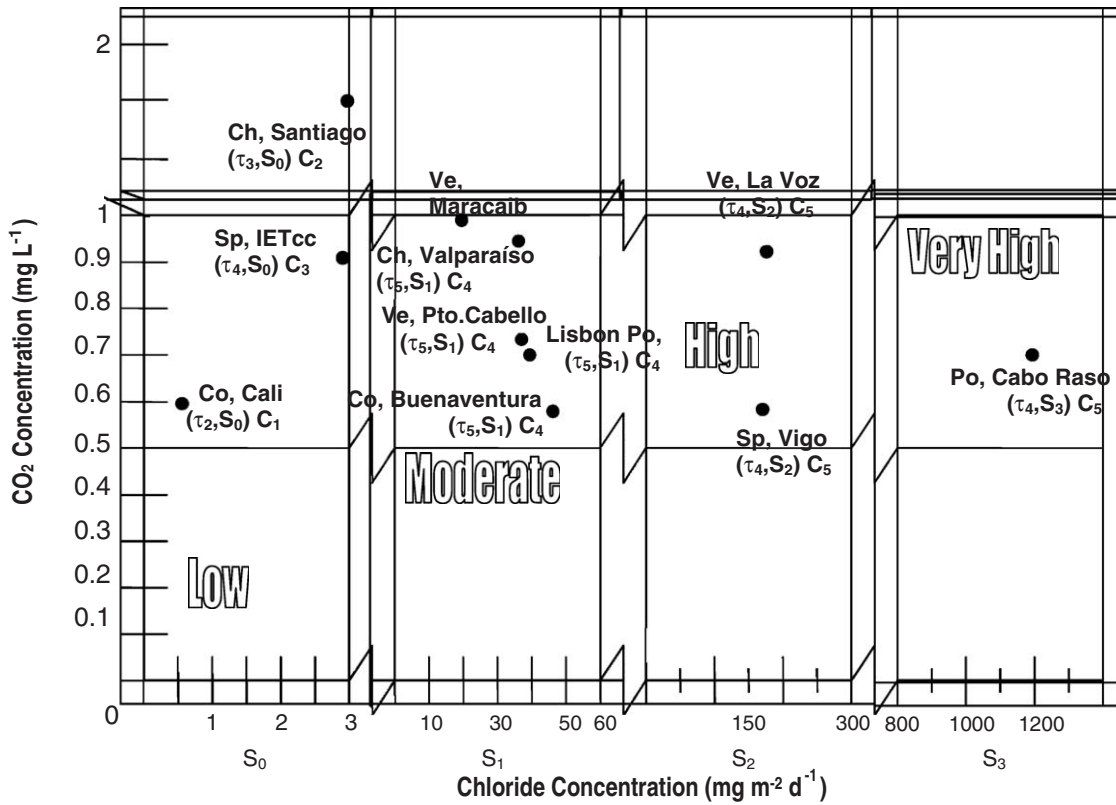 CO₂ Concentration (mg L⁻¹)
2
1
0.9
0.8
0.7
0.6
0.5
0.4
0.3
0.2
0.1
0
Ch, Santiago
(τ₃,S₀) C₂
Sp, IETcc
(τ₄,S₀) C₃
Co, Cali
(τ₂,S₀) C₁
Low
Ve,
Maracaib
Ch, Valparaíso
(τ₅,S₁) C₄
Ve, Pto.Cabello
(τ₅,S₁) C₄
Lisbon Po,
(τ₅,S₁) C₄
Co, Buenaventura
(τ₅,S₁) C₄
Moderate
Ve, La Voz
(τ₄,S₂) C₅
High
Sp, Vigo
(τ₄,S₂) C₅
Very High
Po, Cabo Raso
(τ₄,S₃) C₅
1 2 3 10 30 50 60 150 300 800 1000 1200
S₀ S₁ S₂ S₃
Chloride Concentration (mg m⁻² d⁻¹)